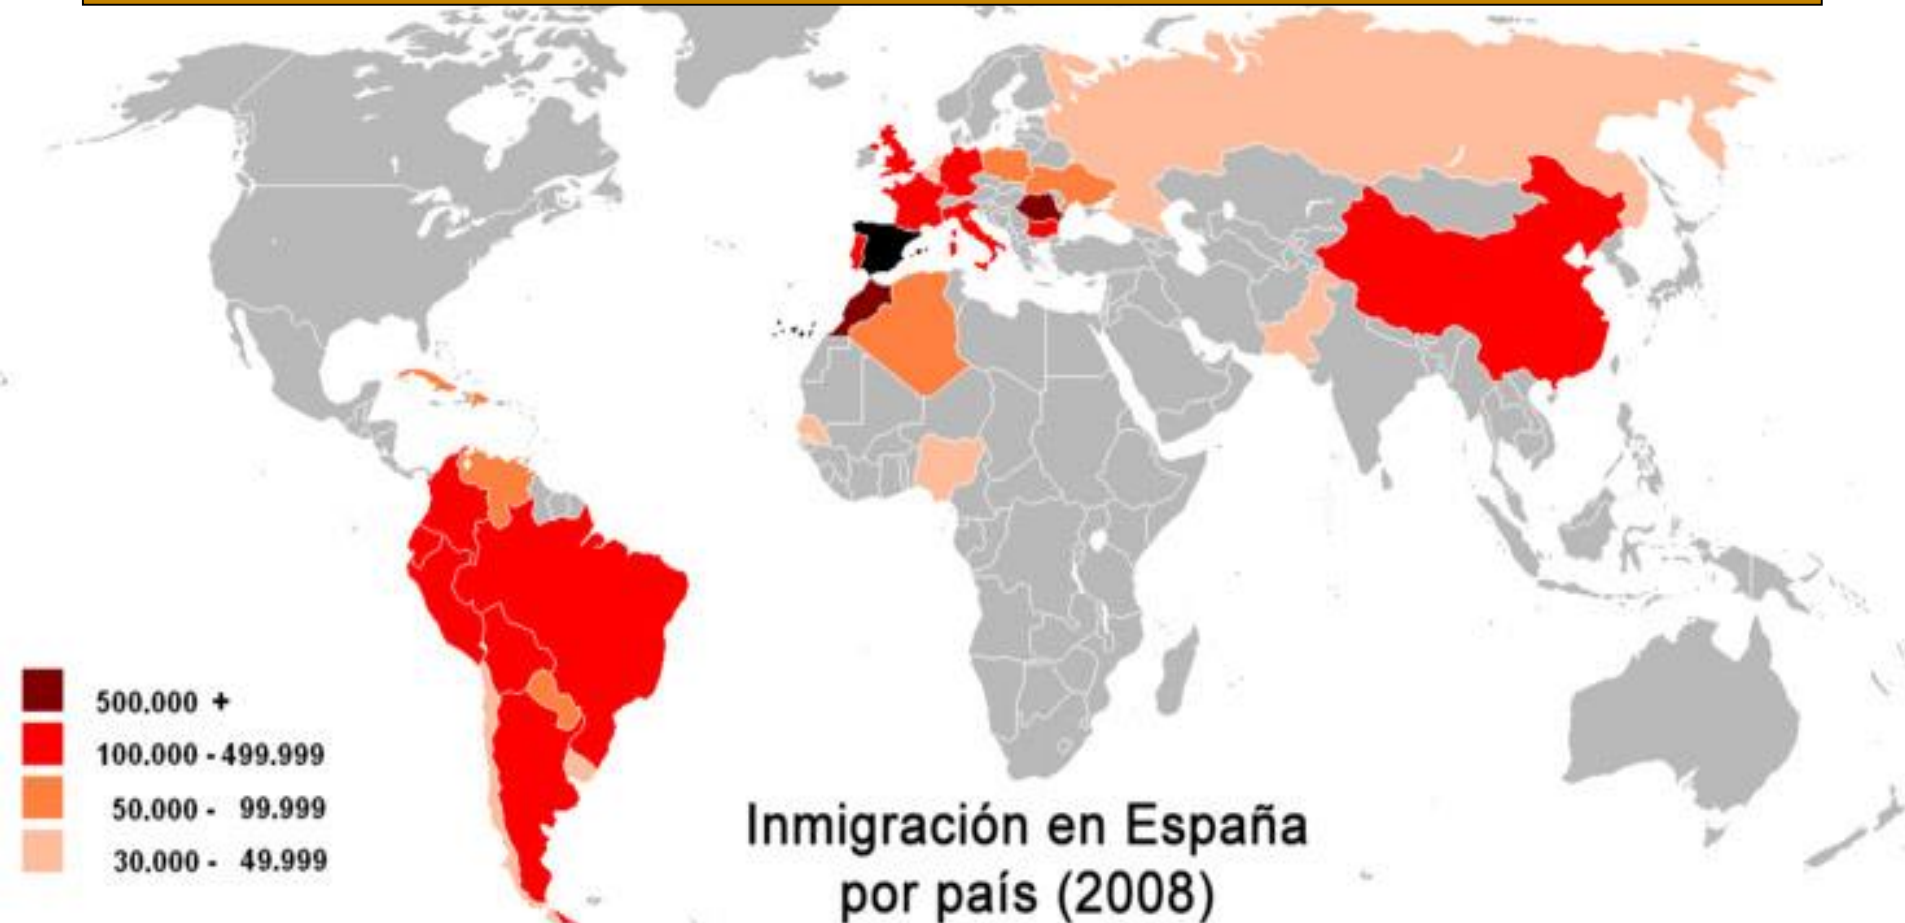 500.000 +
100.000 - 499.999
50.000 - 99.999
30.000 - 49.999
Inmigración en España
por país (2008)